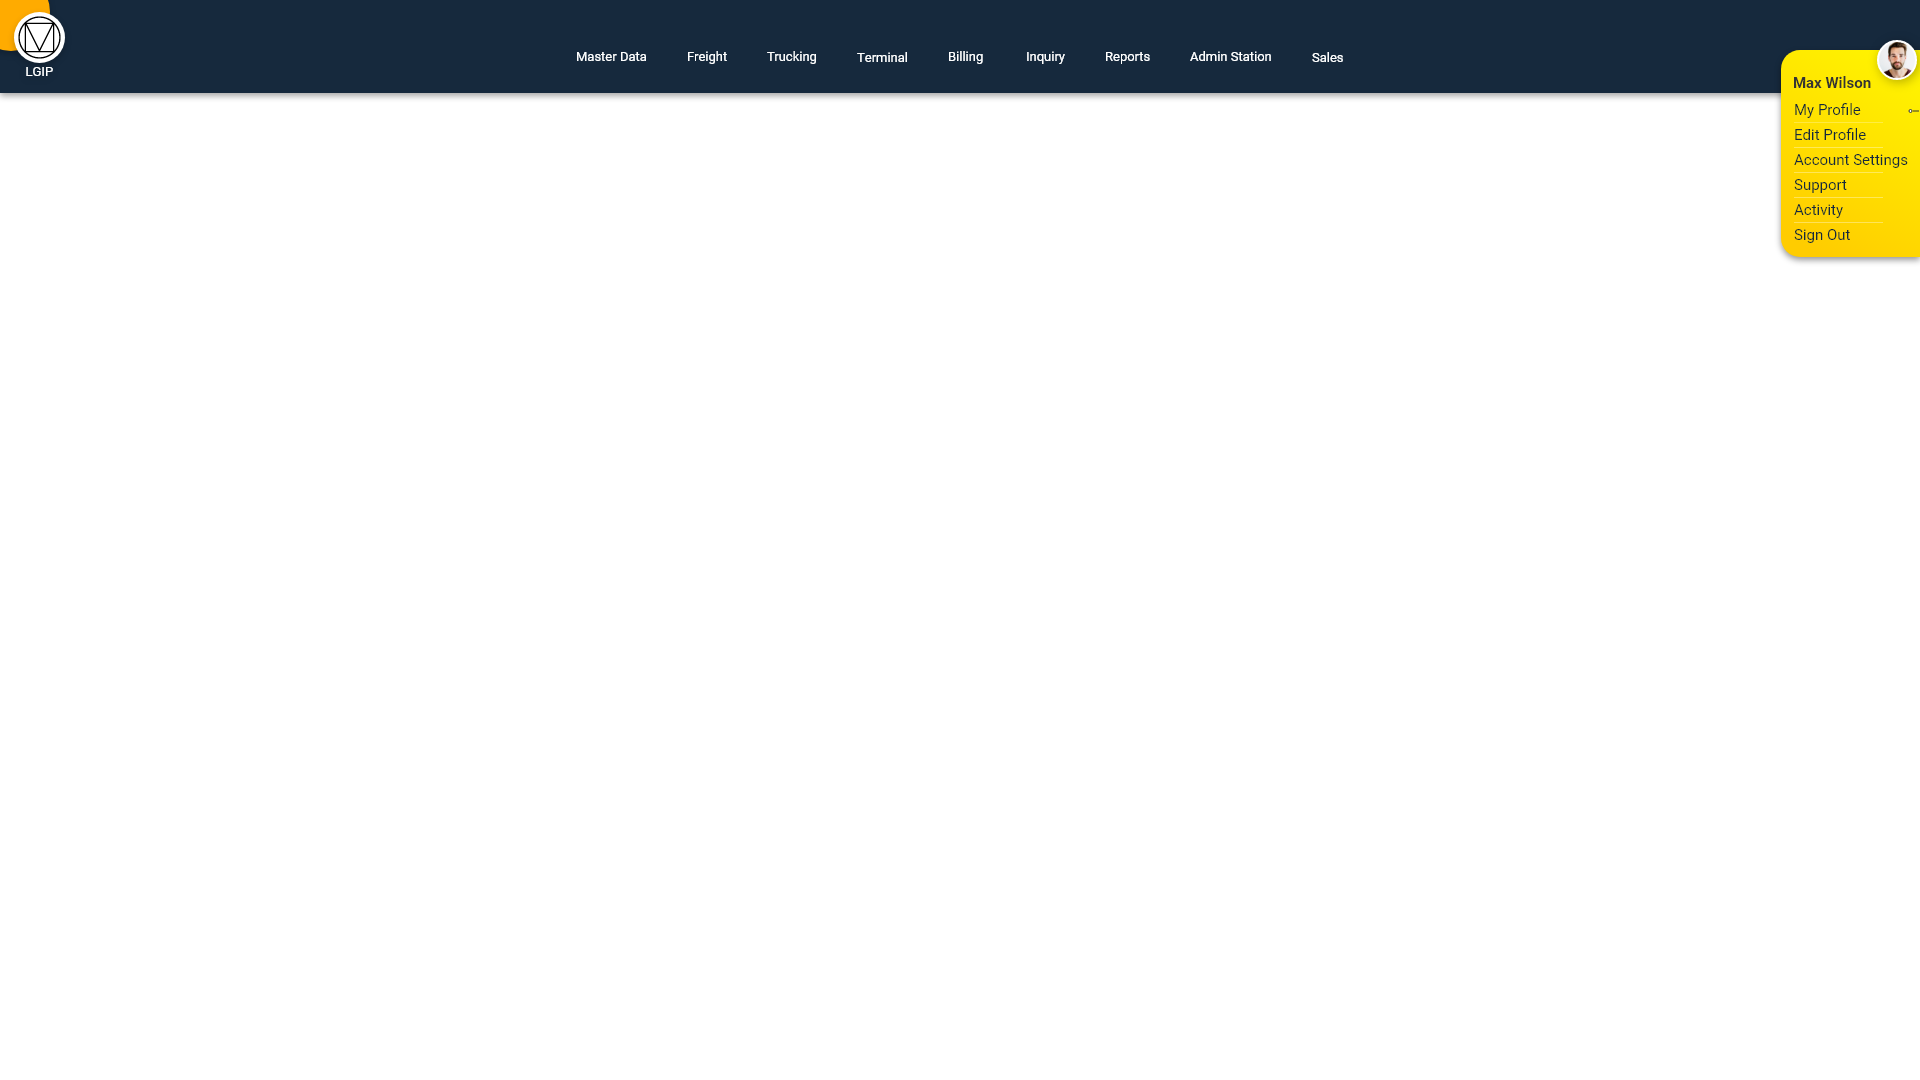 LGIP
Master Data
Freight
Trucking
Terminal
Billing
Inquiry
Reports
Admin Station
Sales
Max Wilson
My Profile
Edit Profile
Account Settings
Support
Activity
Sign Out